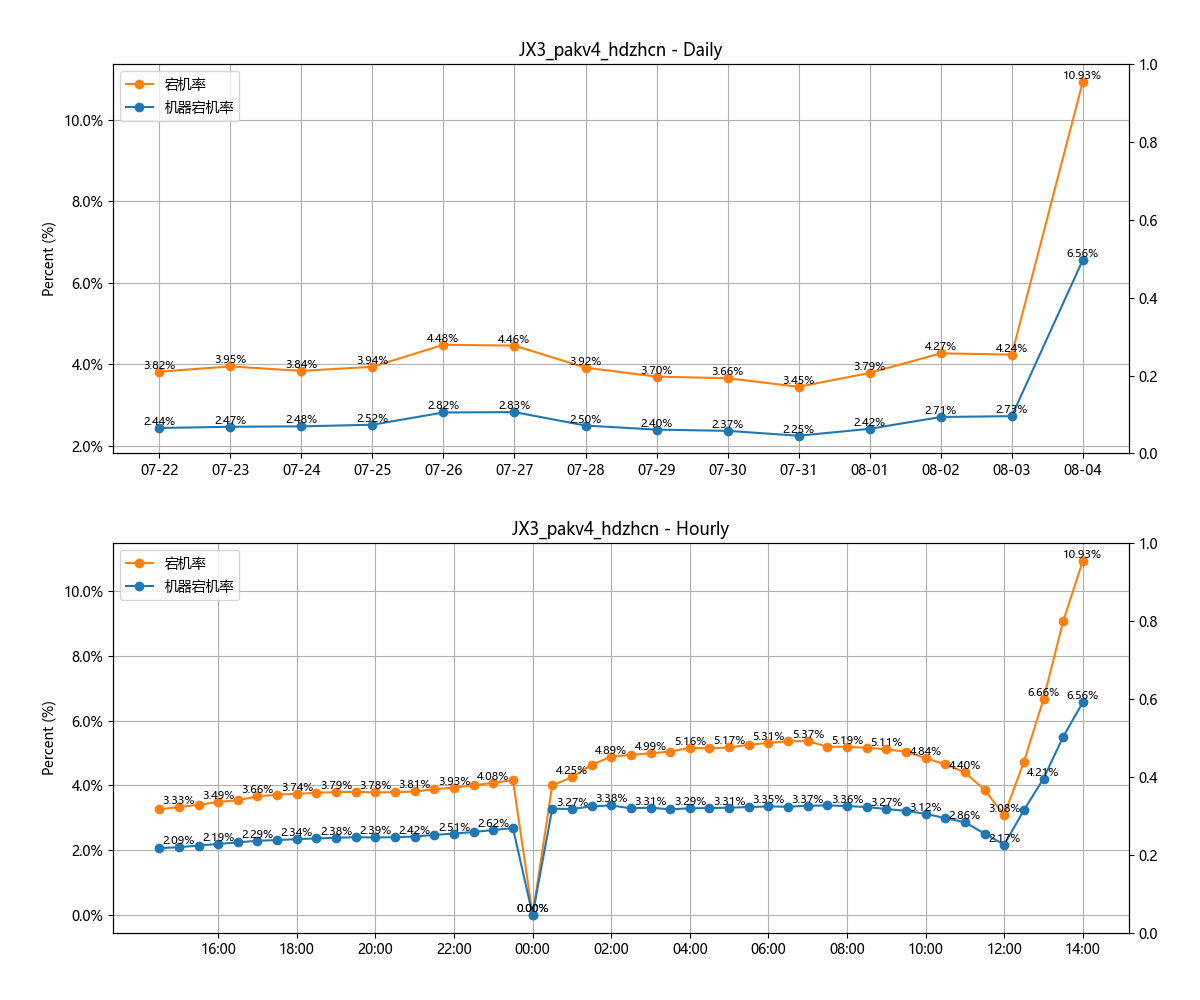 JX3_pakv4_hdzhcn - Daily
宕机率
机器宕机率
Percent (%)
10.0%
8.0%
6.0%
4.0%
2.0%
1.0
0.8
0.6
0.4
0.2
0.0
3.82% 3.95% 3.84% 3.94% 4.48% 4.46% 3.92% 3.70% 3.66% 3.45% 3.79% 4.27% 4.24% 10.93%
2.44% 2.47% 2.48% 2.52% 2.82% 2.83% 2.50% 2.40% 2.37% 2.25% 2.42% 2.71% 2.73% 6.56%
07-22 07-23 07-24 07-25 07-26 07-27 07-28 07-29 07-30 07-31 08-01 08-02 08-03 08-04
JX3_pakv4_hdzhcn - Hourly
宕机率
机器宕机率
Percent (%)
10.0%
8.0%
6.0%
4.0%
2.0%
0.0%
1.0
0.8
0.6
0.4
0.2
0.0
3.33% 3.49% 3.66% 3.74% 3.79% 3.78% 3.81% 3.93% 4.08% 0.00% 4.25% 4.89% 4.99% 5.16% 5.17% 5.31% 5.37% 5.19% 5.11% 4.84% 4.40% 3.08% 6.66% 10.93%
2.09% 2.19% 2.29% 2.34% 2.38% 2.39% 2.42% 2.51% 2.62% 0.00% 3.27% 3.38% 3.31% 3.29% 3.31% 3.35% 3.37% 3.36% 3.27% 3.12% 2.86% 2.17% 4.21% 6.56%
16:00 18:00 20:00 22:00 00:00 02:00 04:00 06:00 08:00 10:00 12:00 14:00